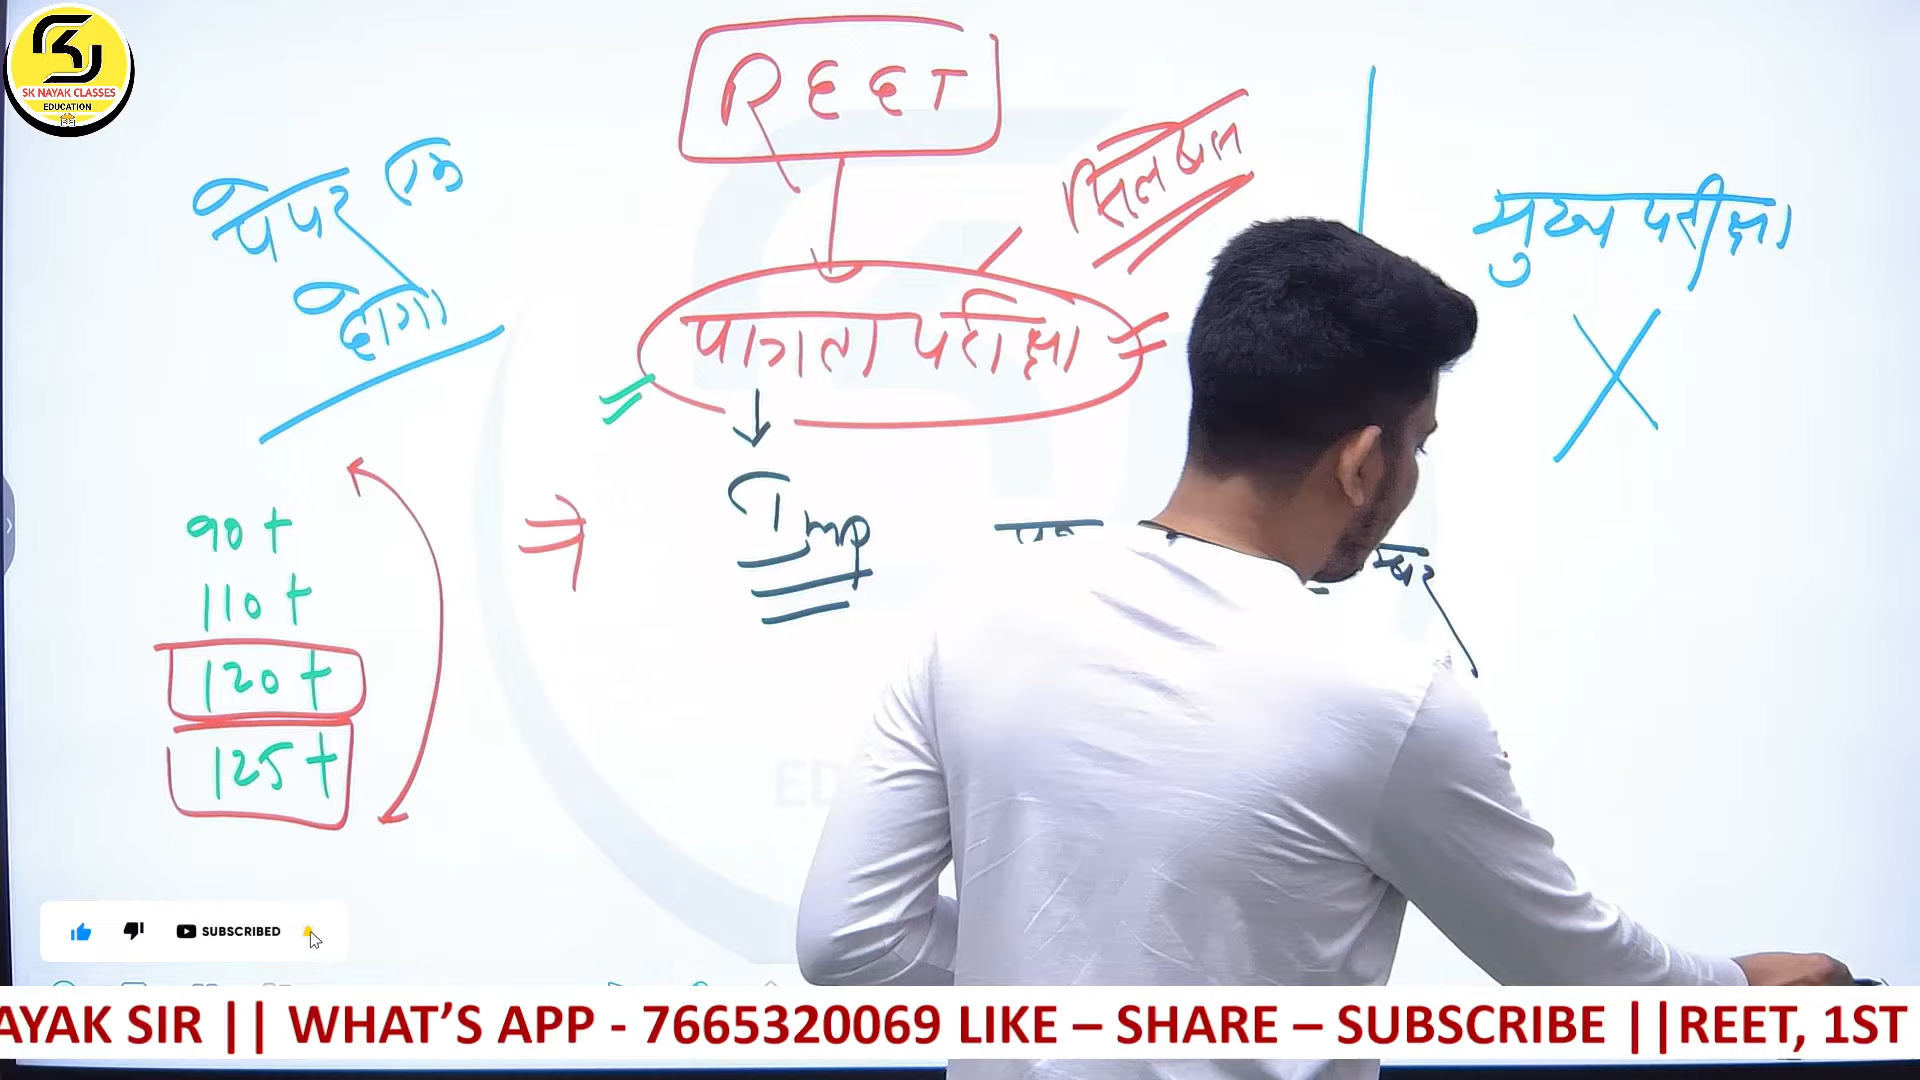 SK NAYAK CLASSES
EDUCATION
REET
सिलेबस
पेपर एक
होगा
मुख्य परीक्षा
पात्रता परीक्षा
Imp
90+
110+
120+
125+
SUBSCRIBED
AYAK SIR || WHAT’S APP - 7665320069 LIKE – SHARE – SUBSCRIBE ||REET, 1ST